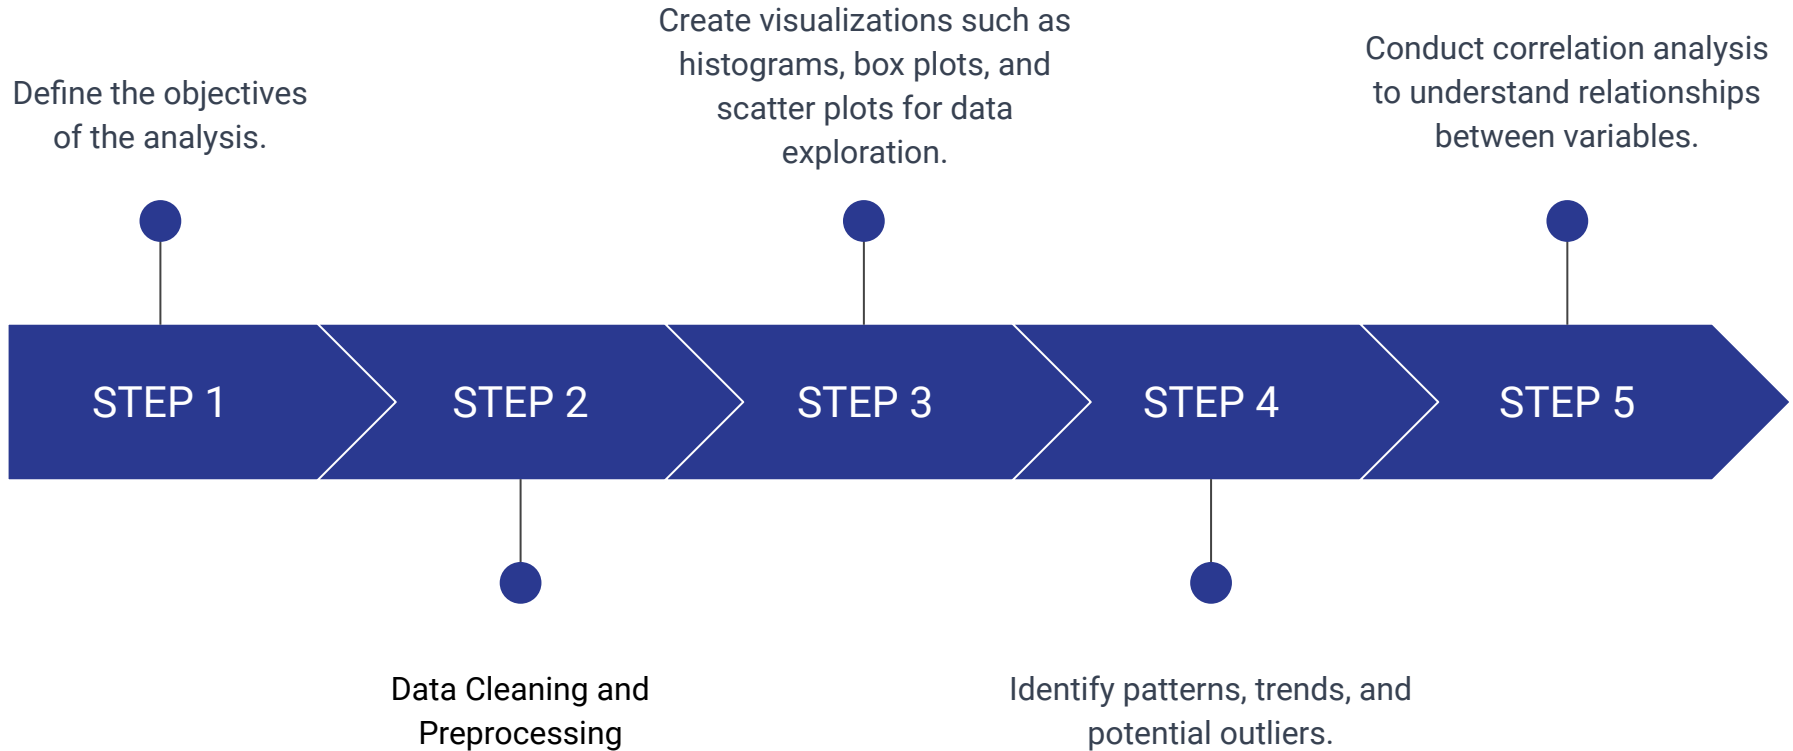 Define the objectives
of the analysis.
Create visualizations such as
histograms, box plots, and
scatter plots for data
exploration.
Conduct correlation analysis
to understand relationships
between variables.
STEP 1
STEP 2
STEP 3
STEP 4
STEP 5
Data Cleaning and
Preprocessing
Identify patterns, trends, and
potential outliers.